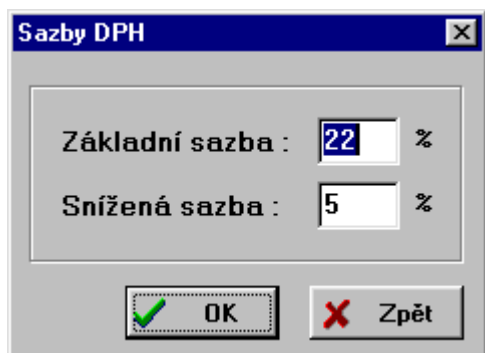 Sazby DPH
Základní sazba : 22 %
Snížená sazba : 5 %
OK Zpět